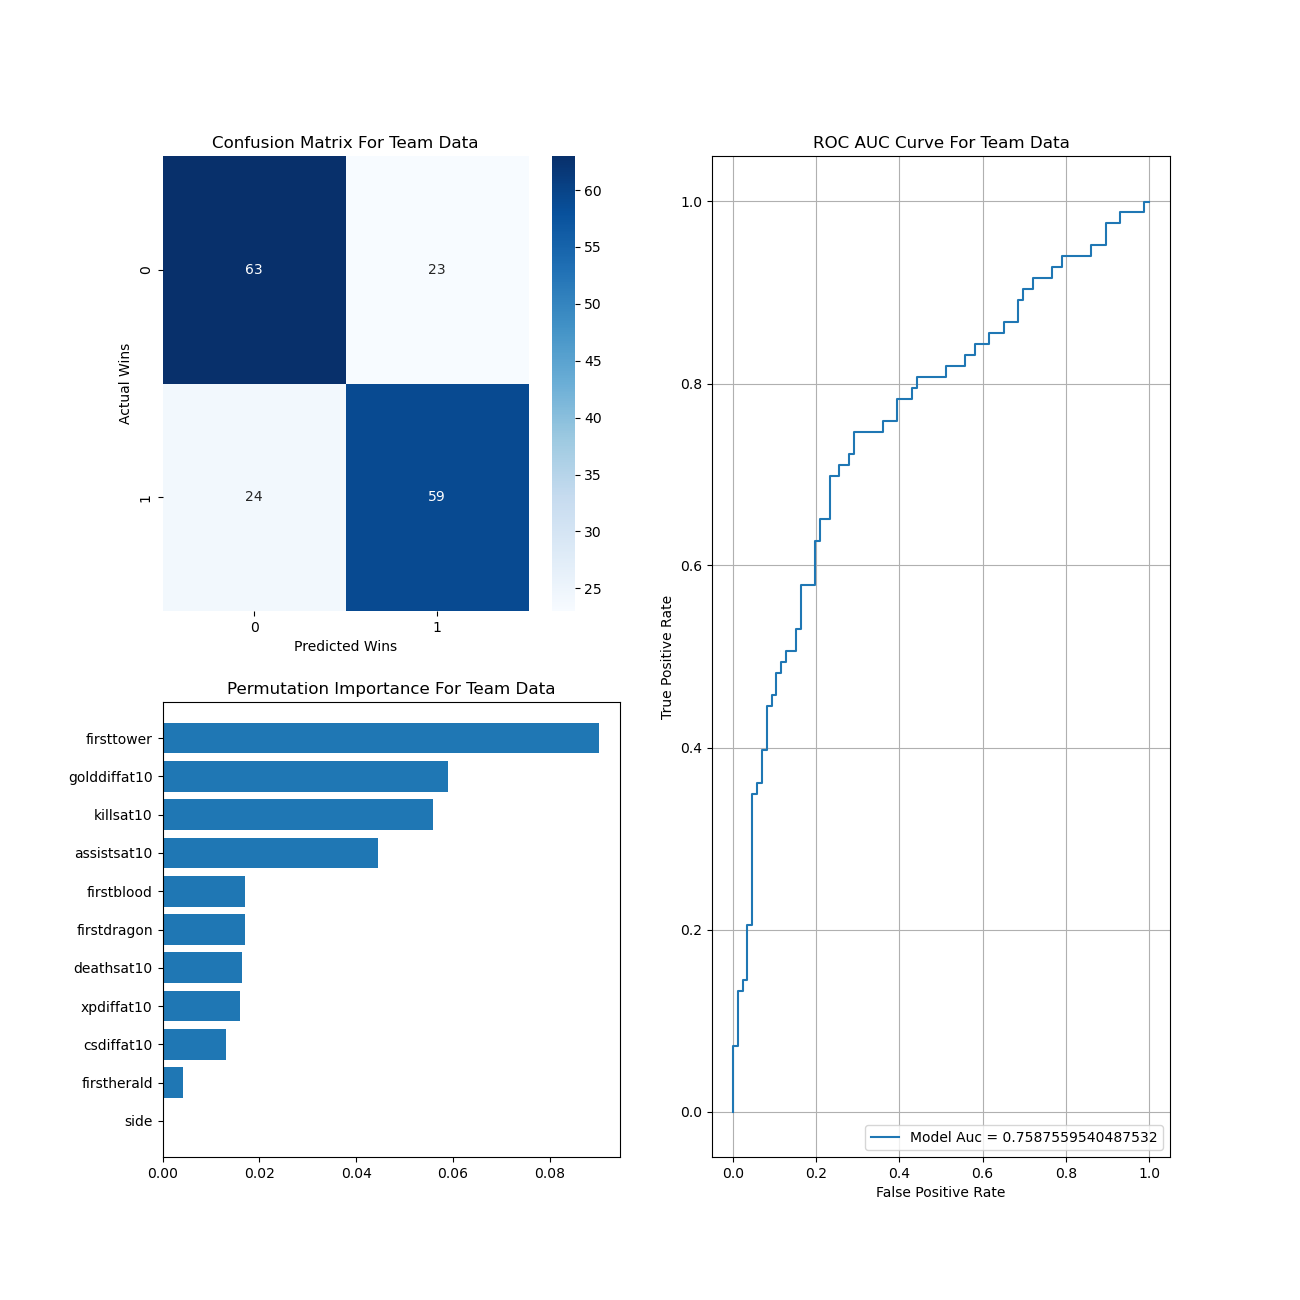 Confusion Matrix For Team Data
0
1
Actual Wins
63
23
24
59
0
1
Predicted Wins
60
55
50
45
40
35
30
25
Permutation Importance For Team Data
firsttower
golddiffat10
killsat10
assistsat10
firstblood
firstdragon
deathsat10
xpdiffat10
csdiffat10
firstherald
side
0.00
0.02
0.04
0.06
0.08
ROC AUC Curve For Team Data
1.0
0.8
0.6
0.4
0.2
0.0
True Positive Rate
Model Auc = 0.7587559540487532
0.0
0.2
0.4
0.6
0.8
1.0
False Positive Rate